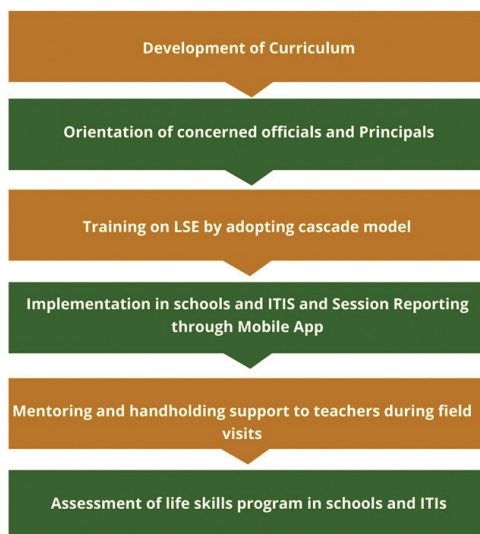 Development of Curriculum
Orientation of concerned officials and Principals
Training on LSE by adopting cascade model
Implementation in schools and ITIS and Session Reporting
through Mobile App
Mentoring and handholding support to teachers during field
visits
Assessment of life skills program in schools and ITIs